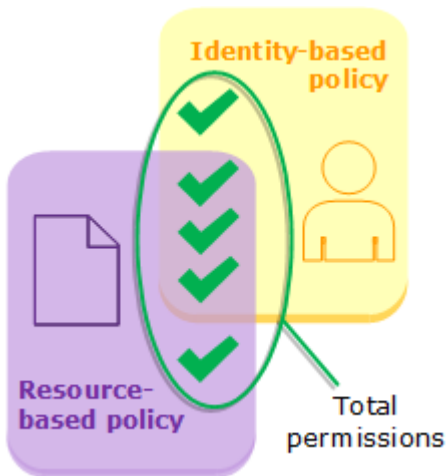 Identity-based
policy
Resource-
based policy
Total
permissions